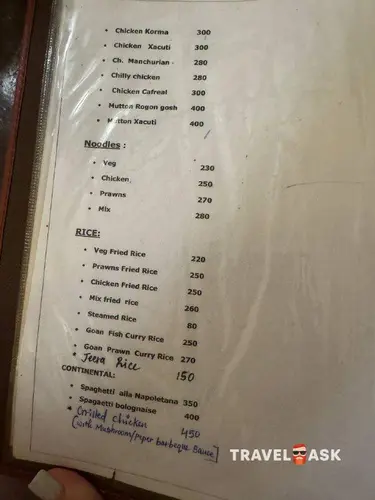 • Chicken Korma 300
• Chicken Xacuti 300
• Ch. Manchurian - 280
• Chilly chicken 280
• Chicken Cafreal 300
• Mutton Rogon gosh 400
• Mutton Xacuti 400
Noodles :
• Veg 230
• Chicken 250
• Prawns 270
• Mix 280
RICE:
• Veg Fried Rice 220
• Prawns Fried Rice 250
• Chicken Fried Rice 250
• Mix fried rice 260
• Steamed Rice 80
• Goan Fish Curry Rice 250
• Goan Prawn Curry Rice 270
* Jeera Rice 150
CONTINENTAL:
• Spaghetti alla Napoletana 350
• Spagaetti bolognaise 400
* Grilled chicken 450
(with Mushroom/peper barbeque sauce)
TRAVEL ASK